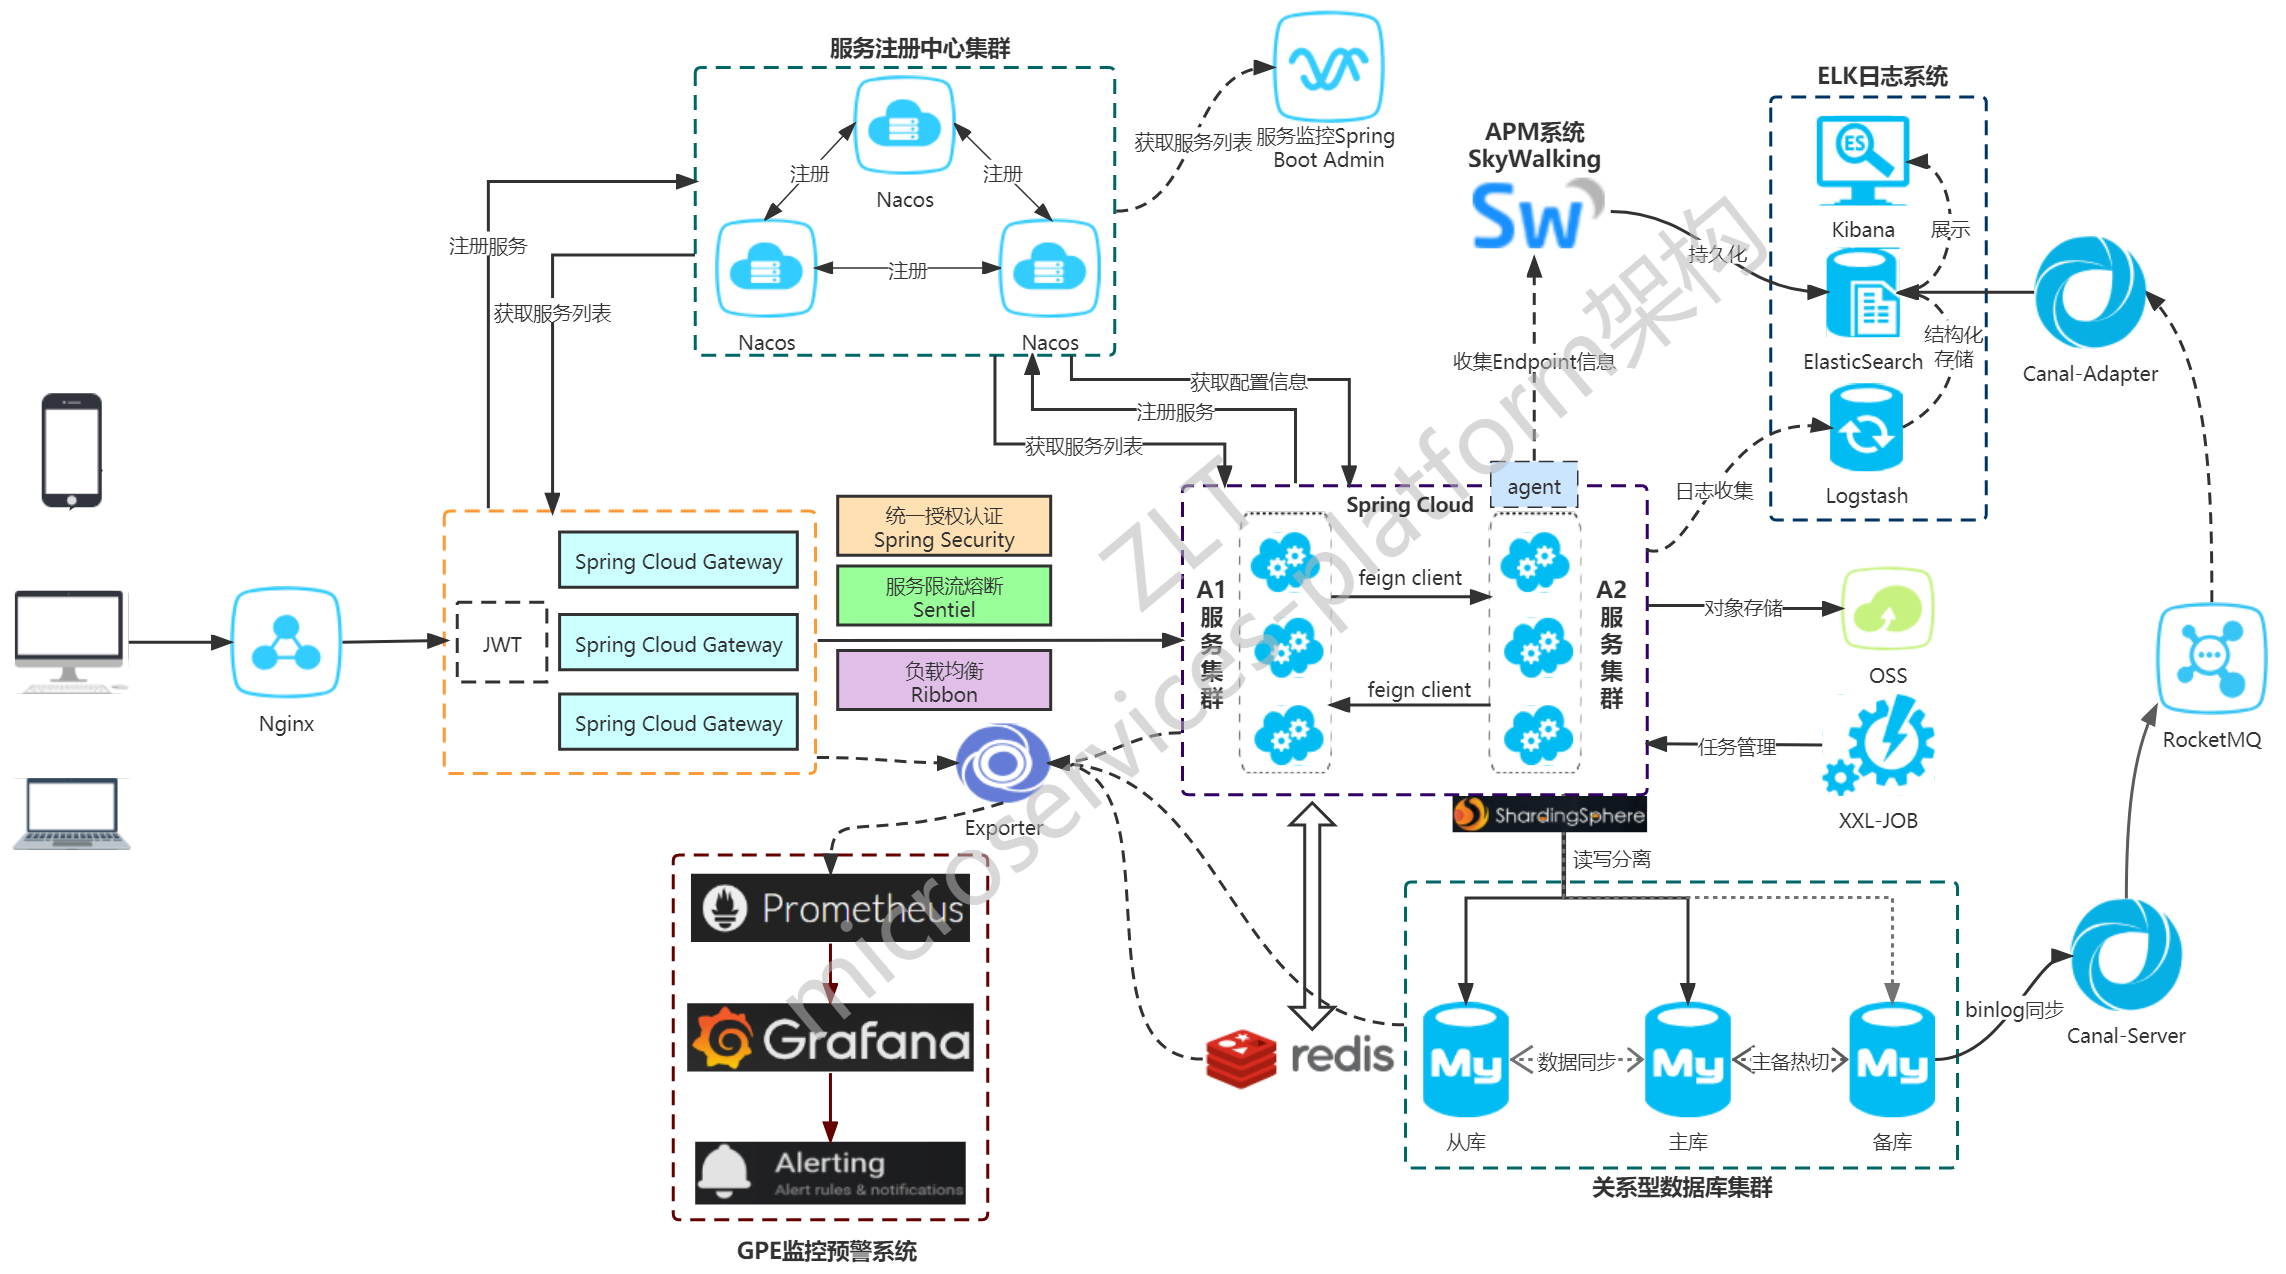 服务注册中心集群
Nacos
注册
注册
注册
Nacos
Nacos
获取服务列表
服务监控Spring
Boot Admin
APM系统
SkyWalking
Sw
持久化
收集Endpoint信息
ELK日志系统
ES
Kibana
展示
ElasticSearch
结构化
存储
Logstash
日志收集
Canal-Adapter
注册服务
获取服务列表
获取配置信息
注册服务
获取服务列表
Nginx
JWT
Spring Cloud Gateway
Spring Cloud Gateway
Spring Cloud Gateway
统一授权认证
Spring Security
服务限流熔断
Sentiel
负载均衡
Ribbon
Spring Cloud
agent
A1
服
务
集
群
feign client
feign client
A2
服
务
集
群
对象存储
OSS
任务管理
XXL-JOB
RocketMQ
Exporter
ShardingSphere
读写分离
Prometheus
Grafana
Alerting
Alert rules & notifications
GPE监控预警系统
redis
My
My
My
数据同步
主备热切
从库
主库
备库
关系型数据库集群
binlog同步
Canal-Server
ZLT
microservices-platform架构